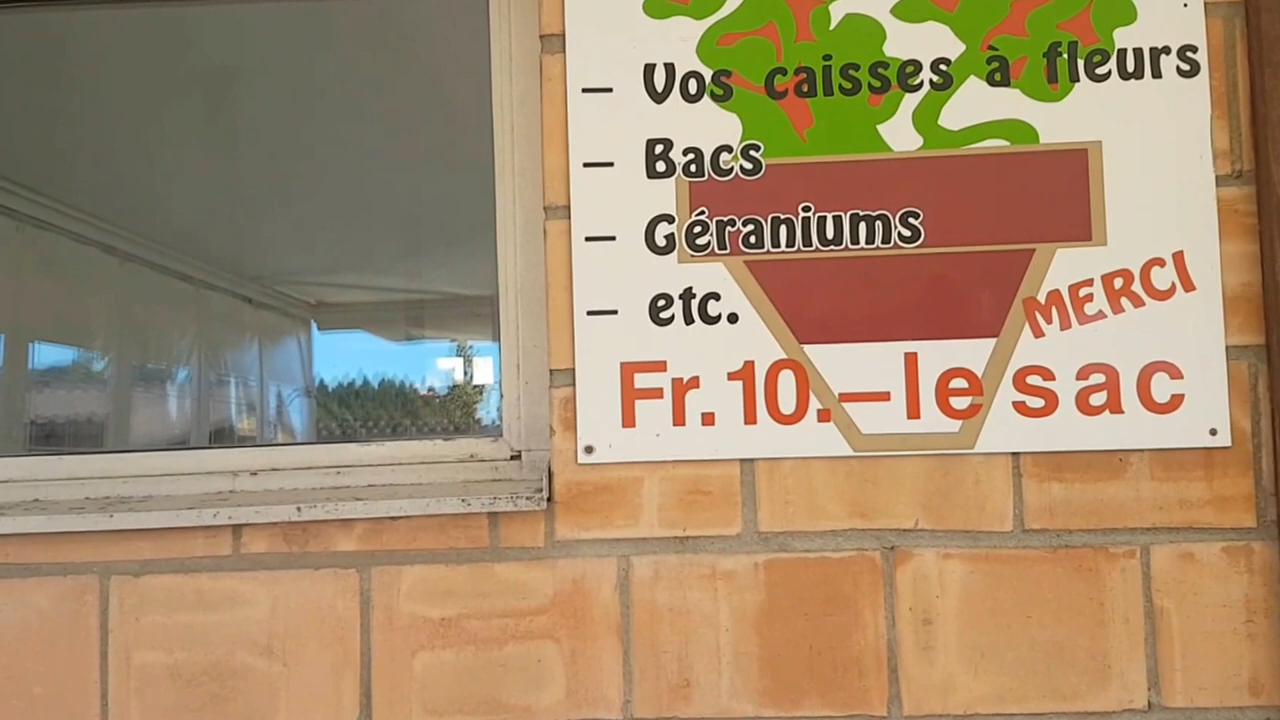 – Vos caisses à fleurs
– Bacs
– Géraniums
– etc.
MERCI
Fr. 10.– le sac